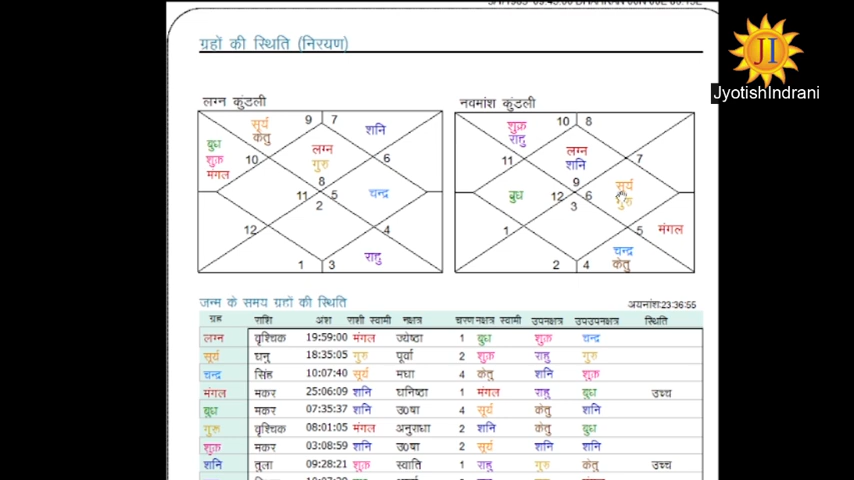 ग्रहों की स्थिति (निरयण)
JI
JyotishIndrani
लग्न कुंडली
नवमांश कुंडली
9 7
सूर्य
केतु
शनि
बुध
शुक्र
मंगल
10
लग्न
गुरु
6
8
11 5
2
चन्द्र
12
4
राहु
1 3
10 8
शुक्र
राहु
लग्न
शनि
11
7
9
बुध
12 6
3
सूर्य
गुरु
1
5
मंगल
चन्द्र
केतु
2 4
जन्म के समय ग्रहों की स्थिति
अयनांश:23:36:55
ग्रह राशि अंश राशी स्वामी नक्षत्र चरण नक्षत्र स्वामी उपनक्षत्र उपउपनक्षत्र स्थिति
लग्न वृश्चिक 19:59:00 मंगल ज्येष्ठा 1 बुध शुक्र चन्द्र
सूर्य धनु 18:35:05 गुरु पूर्वा 2 शुक्र राहु गुरु
चन्द्र सिंह 10:07:40 सूर्य मघा 4 केतु शनि शुक्र
मंगल मकर 25:06:09 शनि धनिष्ठा 1 मंगल राहु बुध उच्च
बुध मकर 07:35:37 शनि उ०षा 4 सूर्य केतु शनि
गुरु वृश्चिक 08:01:05 मंगल अनुराधा 2 शनि केतु बुध
शुक्र मकर 03:08:59 शनि उ०षा 2 सूर्य शनि शनि
शनि तुला 09:28:21 शुक्र स्वाति 1 राहु गुरु केतु उच्च